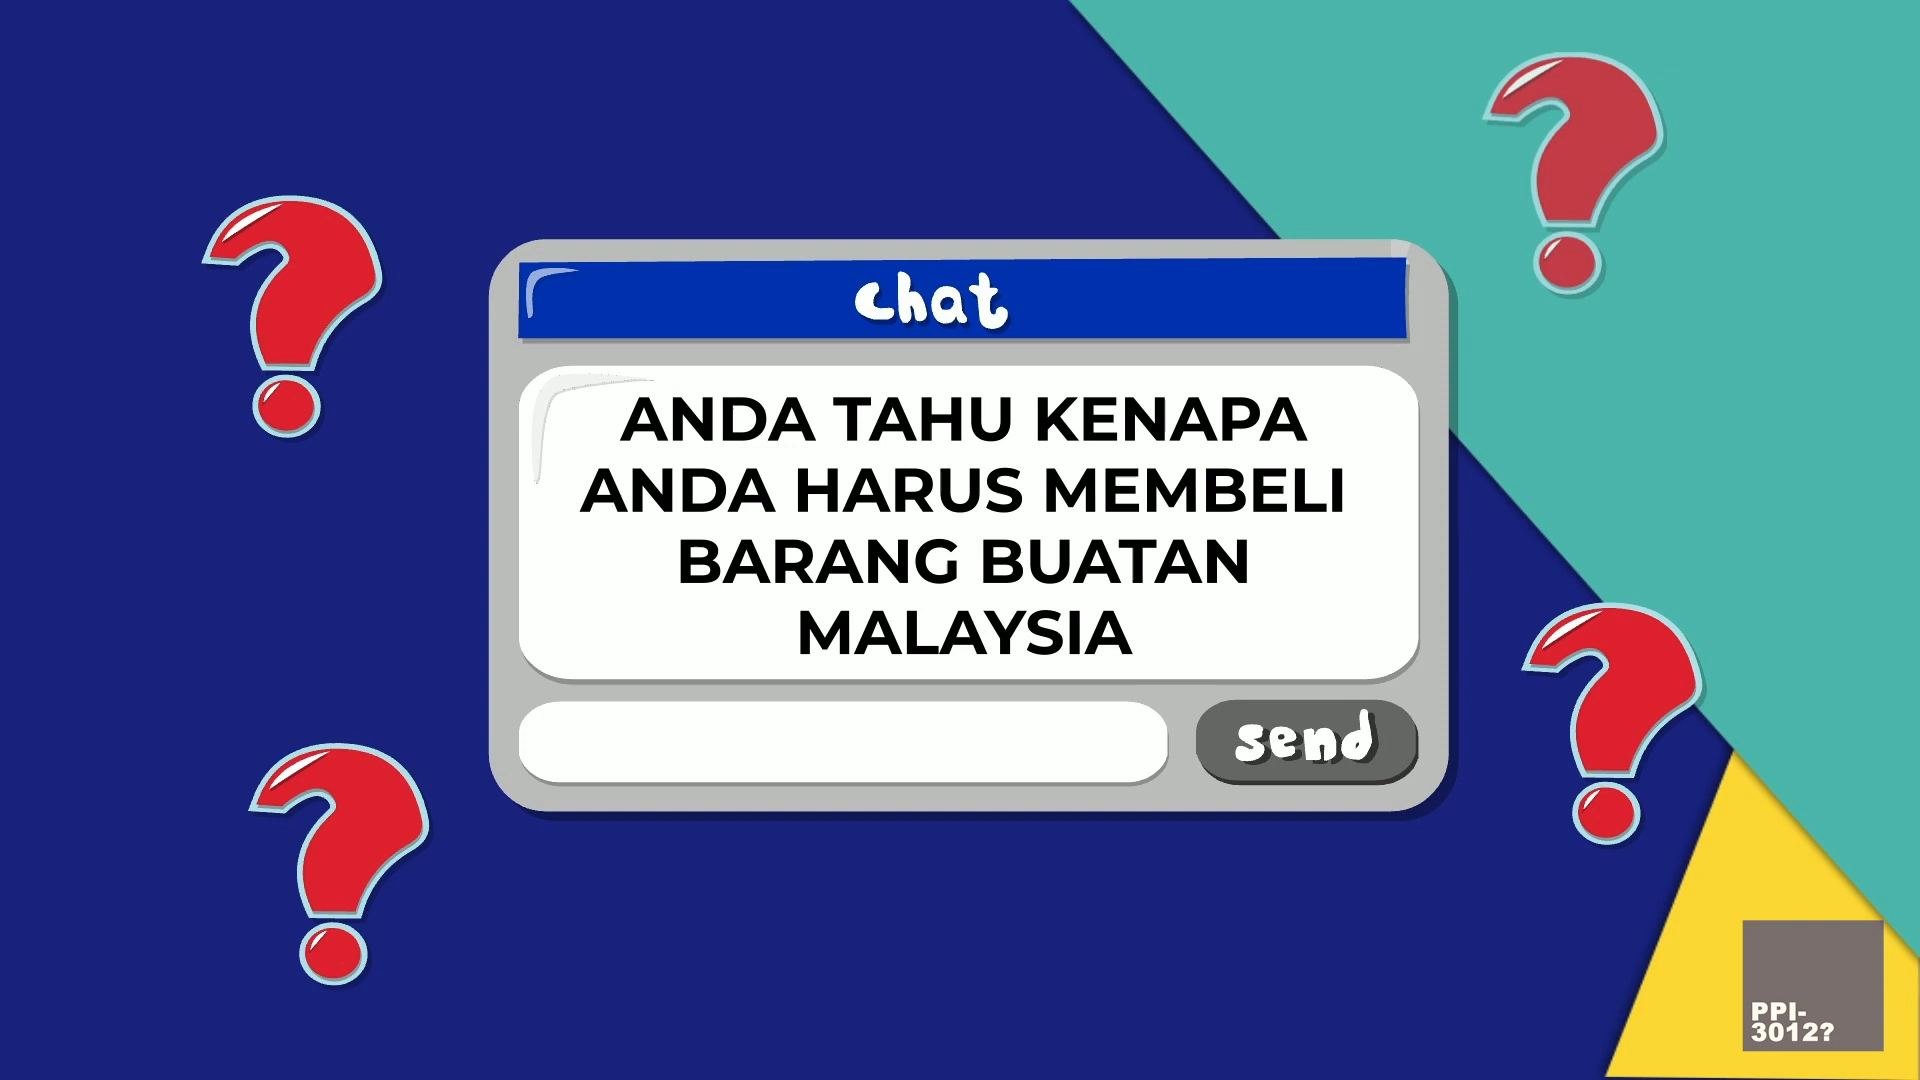 chat
ANDA TAHU KENAPA
ANDA HARUS MEMBELI
BARANG BUATAN
MALAYSIA
send
PPI-
3012?